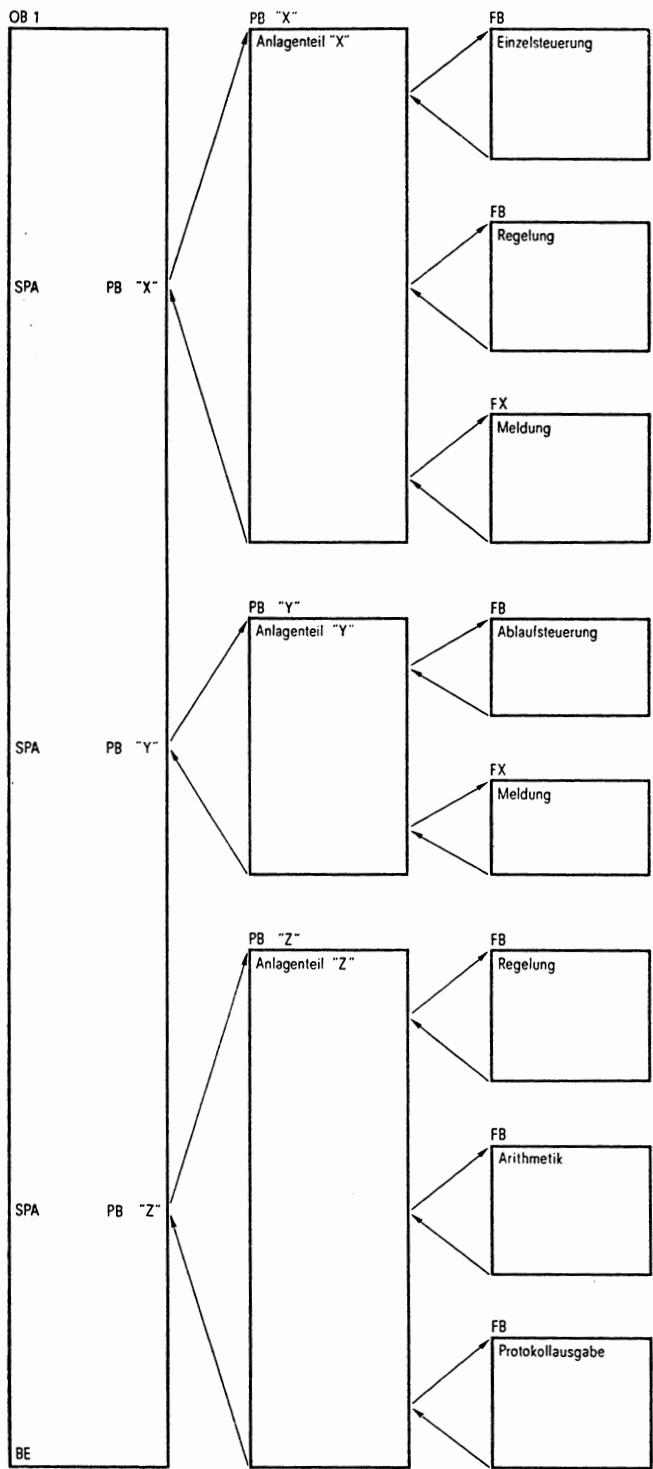 OB 1
PB "X"
FB
Anlagenteil "X"
Einzelsteuerung
FB
Regelung
SPA PB "X"
FX
Meldung
PB "Y"
FB
Anlagenteil "Y"
Ablaufsteuerung
SPA PB "Y"
FX
Meldung
PB "Z"
FB
Anlagenteil "Z"
Regelung
FB
Arithmetik
SPA PB "Z"
FB
Protokollausgabe
BE